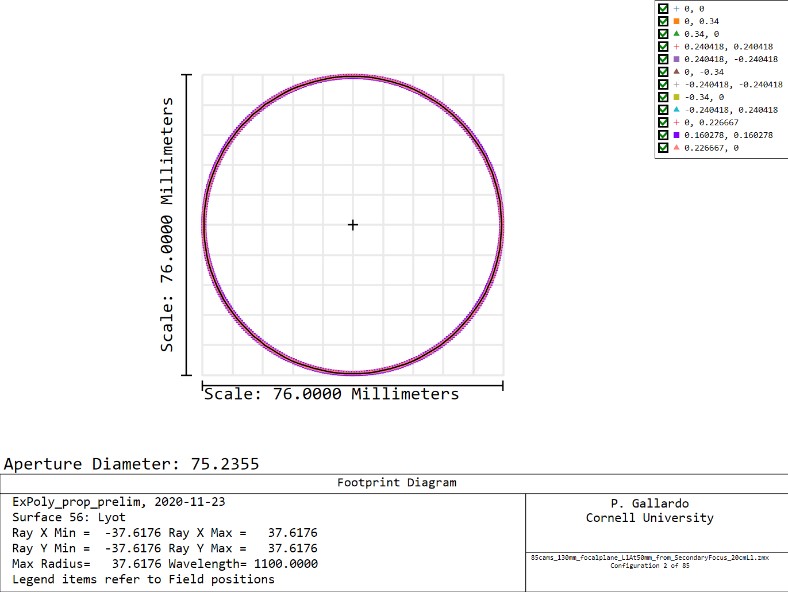 0, 0
0, 0.34
0.34, 0
0.240418, 0.240418
0.240418, -0.240418
0, -0.34
-0.240418, -0.240418
-0.34, 0
-0.240418, 0.240418
0, 0.226667
0.160278, 0.160278
0.226667, 0
Scale: 76.0000 Millimeters
Scale: 76.0000 Millimeters
Aperture Diameter: 75.2355
Footprint Diagram
ExPoly_prop_prelim, 2020-11-23
Surface 56: Lyot
Ray X Min = -37.6176 Ray X Max = 37.6176
Ray Y Min = -37.6176 Ray Y Max = 37.6176
Max Radius= 37.6176 Wavelength= 1100.0000
Legend items refer to Field positions
P. Gallardo
Cornell University
85cams_130mm_focalplane_L1At50mm_from_SecondaryFocus_20cmLl.zmx
Configuration 2 of 85